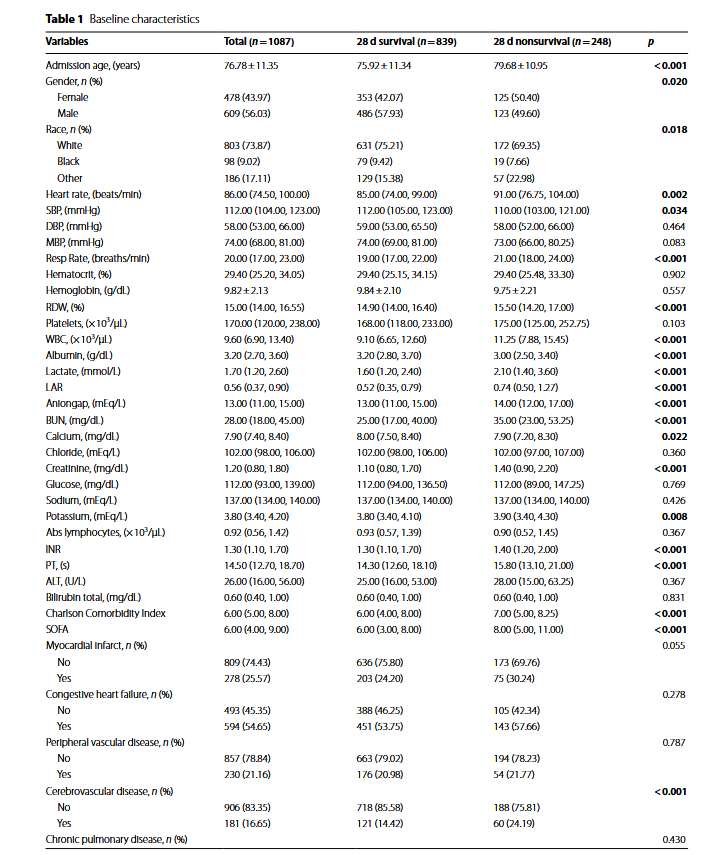 Table 1 Baseline characteristics
Variables Total (n=1087) 28 d survival (n=839) 28 d nonsurvival (n=248) p
Admission age, (years) 76.78±11.35 75.92±11.34 79.68±10.95 <0.001
Gender, n (%) 0.020
Female 478 (43.97) 353 (42.07) 125 (50.40)
Male 609 (56.03) 486 (57.93) 123 (49.60)
Race, n (%) 0.018
White 803 (73.87) 631 (75.21) 172 (69.35)
Black 98 (9.02) 79 (9.42) 19 (7.66)
Other 186 (17.11) 129 (15.38) 57 (22.98)
Heart rate, (beats/min) 86.00 (74.50, 100.00) 85.00 (74.00, 99.00) 91.00 (76.75, 104.00) 0.002
SBP, (mmHg) 112.00 (104.00, 123.00) 112.00 (105.00, 123.00) 110.00 (103.00, 121.00) 0.034
DBP, (mmHg) 58.00 (53.00, 66.00) 59.00 (53.00, 65.50) 58.00 (52.00, 66.00) 0.464
MBP, (mmHg) 74.00 (68.00, 81.00) 74.00 (69.00, 81.00) 73.00 (66.00, 80.25) 0.083
Resp Rate, (breaths/min) 20.00 (17.00, 23.00) 19.00 (17.00, 22.00) 21.00 (18.00, 24.00) <0.001
Hematocrit, (%) 29.40 (25.20, 34.05) 29.40 (25.15, 34.15) 29.40 (25.48, 33.30) 0.902
Hemoglobin, (g/dL) 9.82±2.13 9.84±2.10 9.75±2.21 0.557
RDW, (%) 15.00 (14.00, 16.55) 14.90 (14.00, 16.40) 15.50 (14.20, 17.00) <0.001
Platelets, (×10³/μL) 170.00 (120.00, 238.00) 168.00 (118.00, 233.00) 175.00 (125.00, 252.75) 0.103
WBC, (×10³/μL) 9.60 (6.90, 13.40) 9.10 (6.65, 12.60) 11.25 (7.88, 15.45) <0.001
Albumin, (g/dL) 3.20 (2.70, 3.60) 3.20 (2.80, 3.70) 3.00 (2.50, 3.40) <0.001
Lactate, (mmol/L) 1.70 (1.20, 2.60) 1.60 (1.20, 2.40) 2.10 (1.40, 3.60) <0.001
LAR 0.56 (0.37, 0.90) 0.52 (0.35, 0.79) 0.74 (0.50, 1.27) <0.001
Aniongap, (mEq/L) 13.00 (11.00, 15.00) 13.00 (11.00, 15.00) 14.00 (12.00, 17.00) <0.001
BUN, (mg/dL) 28.00 (18.00, 45.00) 25.00 (17.00, 40.00) 35.00 (23.00, 53.25) <0.001
Calcium, (mg/dL) 7.90 (7.40, 8.40) 8.00 (7.50, 8.40) 7.90 (7.20, 8.30) 0.022
Chloride, (mEq/L) 102.00 (98.00, 106.00) 102.00 (98.00, 106.00) 102.00 (97.00, 107.00) 0.360
Creatinine, (mg/dL) 1.20 (0.80, 1.80) 1.10 (0.80, 1.70) 1.40 (0.90, 2.20) <0.001
Glucose, (mg/dL) 112.00 (93.00, 139.00) 112.00 (94.00, 136.50) 112.00 (89.00, 147.25) 0.769
Sodium, (mEq/L) 137.00 (134.00, 140.00) 137.00 (134.00, 140.00) 137.00 (134.00, 140.00) 0.426
Potassium, (mEq/L) 3.80 (3.40, 4.20) 3.80 (3.40, 4.10) 3.90 (3.40, 4.30) 0.008
Abs lymphocytes, (×10³/μL) 0.92 (0.56, 1.42) 0.93 (0.57, 1.39) 0.90 (0.52, 1.45) 0.367
INR 1.30 (1.10, 1.70) 1.30 (1.10, 1.70) 1.40 (1.20, 2.00) <0.001
PT, (s) 14.50 (12.70, 18.70) 14.30 (12.60, 18.10) 15.80 (13.10, 21.00) <0.001
ALT, (U/L) 26.00 (16.00, 56.00) 25.00 (16.00, 53.00) 28.00 (15.00, 63.25) 0.367
Bilirubin total, (mg/dL) 0.60 (0.40, 1.00) 0.60 (0.40, 1.00) 0.60 (0.40, 1.00) 0.831
Charlson Comorbidity Index 6.00 (5.00, 8.00) 6.00 (4.00, 8.00) 7.00 (5.00, 8.25) <0.001
SOFA 6.00 (4.00, 9.00) 6.00 (3.00, 8.00) 8.00 (5.00, 11.00) <0.001
Myocardial infarct, n (%) 0.055
No 809 (74.43) 636 (75.80) 173 (69.76)
Yes 278 (25.57) 203 (24.20) 75 (30.24)
Congestive heart failure, n (%) 0.278
No 493 (45.35) 388 (46.25) 105 (42.34)
Yes 594 (54.65) 451 (53.75) 143 (57.66)
Peripheral vascular disease, n (%) 0.787
No 857 (78.84) 663 (79.02) 194 (78.23)
Yes 230 (21.16) 176 (20.98) 54 (21.77)
Cerebrovascular disease, n (%) <0.001
No 906 (83.35) 718 (85.58) 188 (75.81)
Yes 181 (16.65) 121 (14.42) 60 (24.19)
Chronic pulmonary disease, n (%) 0.430